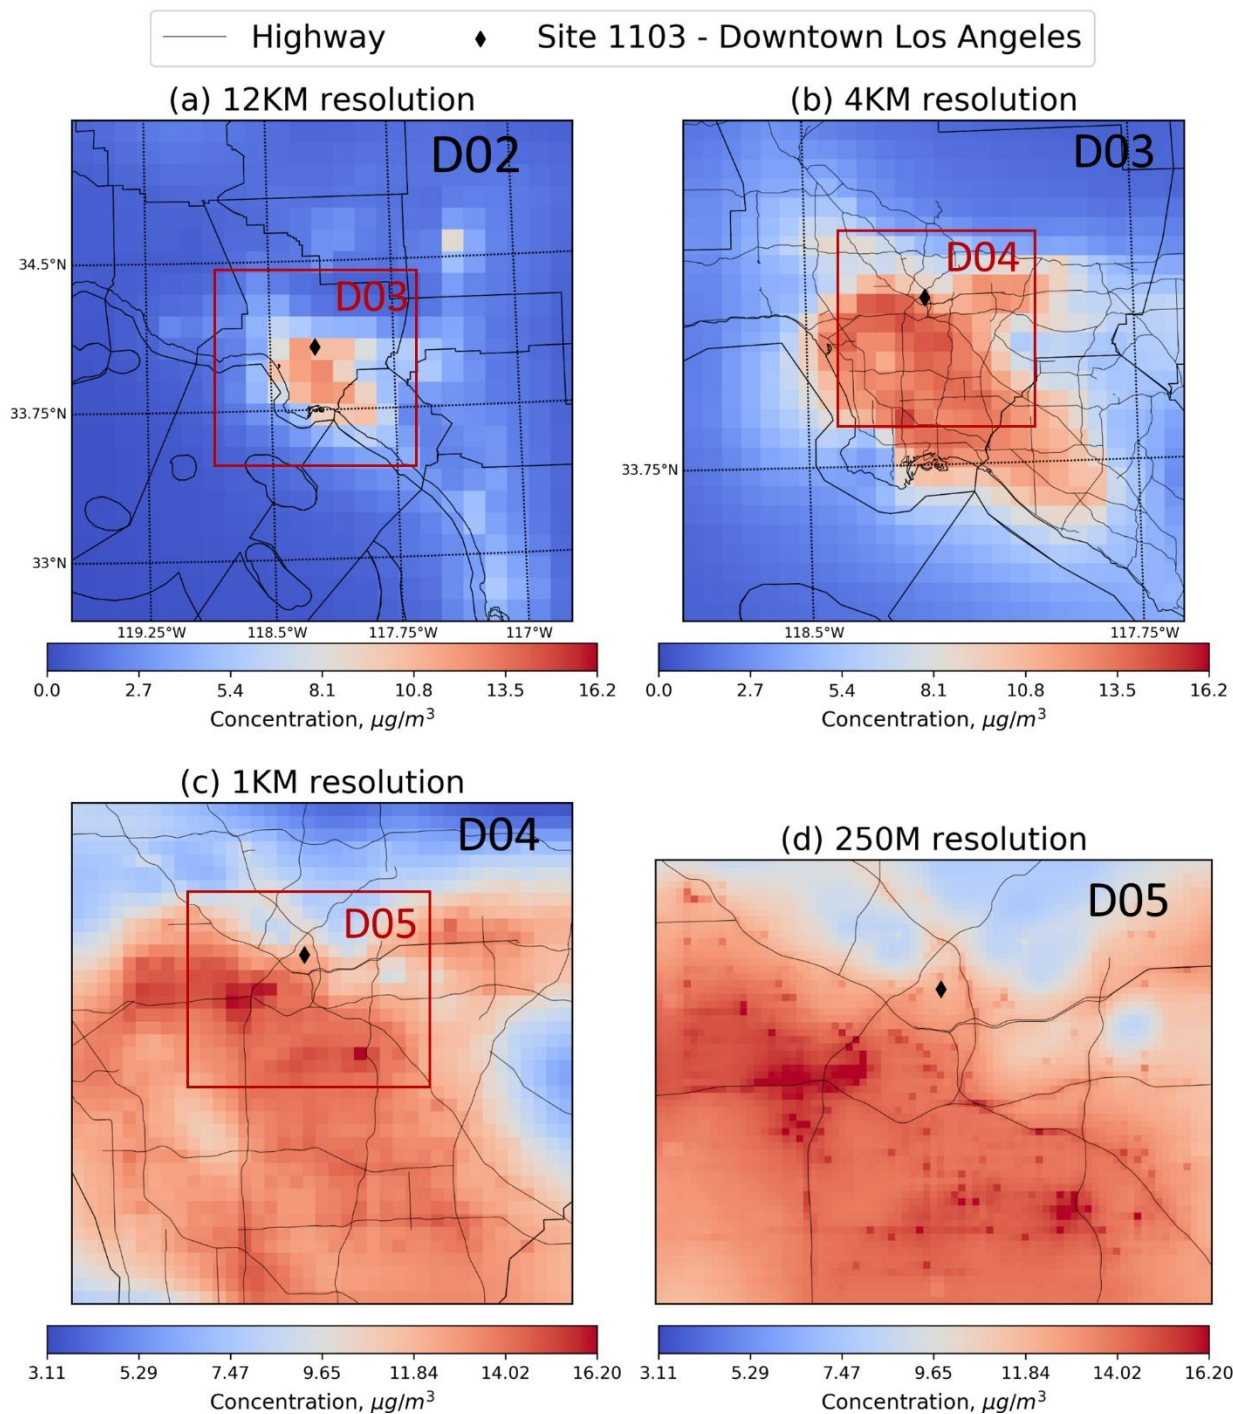 Highway
Site 1103 - Downtown Los Angeles
(a) 12KM resolution
(b) 4KM resolution
D02
D03
34.5°N
33.75°N
33°N
119.25°W 118.5°W 117.75°W 117°W
D03
D04
33.75°N
118.5°W 117.75°W
0.0 2.7 5.4 8.1 10.8 13.5 16.2
Concentration, μg/m³
0.0 2.7 5.4 8.1 10.8 13.5 16.2
Concentration, μg/m³
(c) 1KM resolution
D04
D05
(d) 250M resolution
D05
3.11 5.29 7.47 9.65 11.84 14.02 16.20
Concentration, μg/m³
3.11 5.29 7.47 9.65 11.84 14.02 16.20
Concentration, μg/m³